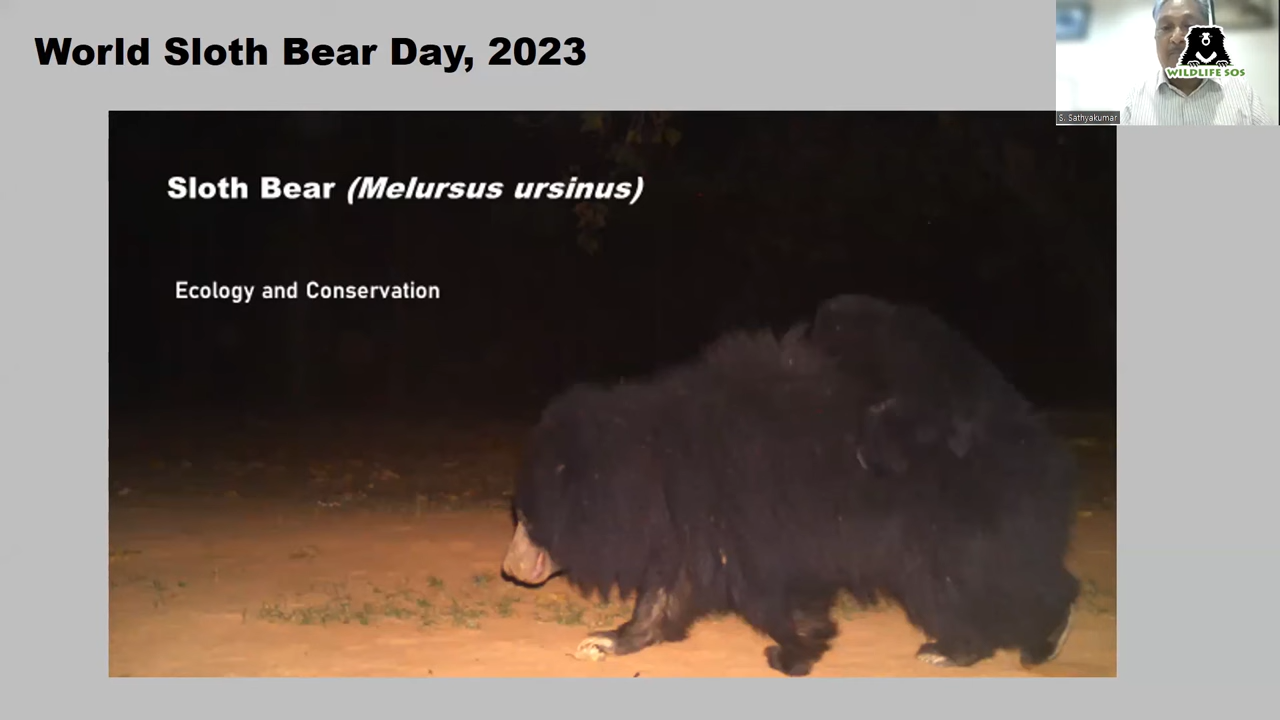 World Sloth Bear Day, 2023
WILDLIFE SOS
S. Sathyakumar
Sloth Bear (Melursus ursinus)
Ecology and Conservation